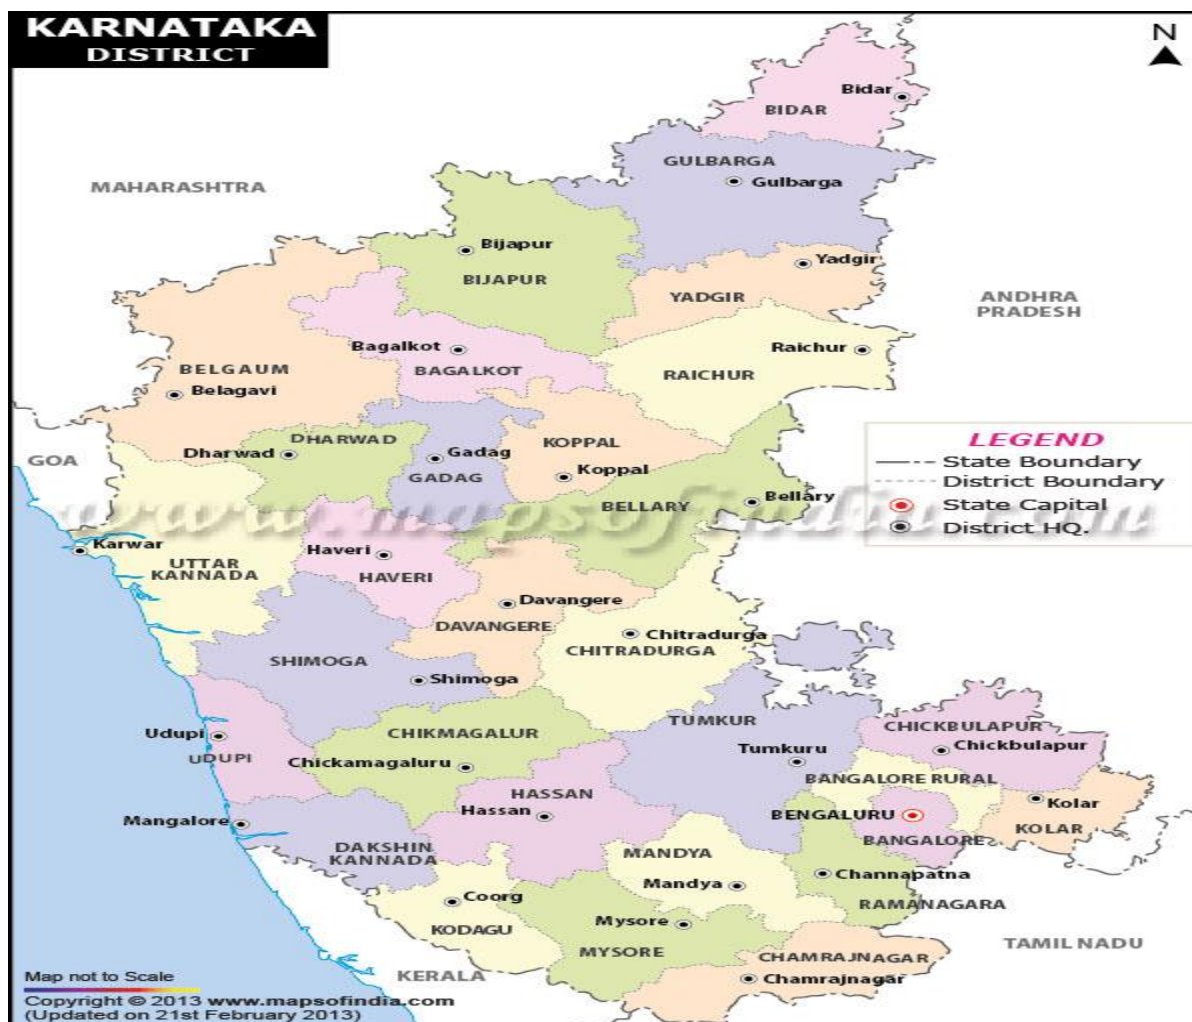 KARNATAKA
DISTRICT
N
Bidar
BIDAR
GULBARGA
Gulbarga
MAHARASHTRA
Bijapur
BIJAPUR
Yadgir
YADGIR
ANDHRA
PRADESH
Bagalkot
BAGALKOT
Raichur
RAICHUR
BELGAUM
Belagavi
DHARWAD
Dharwad
Gadag
GADAG
KOPPAL
Koppal
GOA
LEGEND
State Boundary
District Boundary
State Capital
District HQ.
BELLARY
Bellary
www.mapsofindia.com
Karwar
UTTAR
KANNADA
Haveri
HAVERI
Davangere
DAVANGERE
Chitradurga
CHITRADURGA
SHIMOGA
Shimoga
Udupi
UDUPI
CHIKMAGALUR
Chickamagaluru
TUMKUR
Tumkuru
CHICKBULAPUR
Chickbulapur
BANGALORE RURAL
HASSAN
Hassan
Kolar
KOLAR
BENGALURU
BANGALORE
Mangalore
DAKSHIN
KANNADA
MANDYA
Mandya
Channapatna
RAMANAGARA
Coorg
KODAGU
Mysore
MYSORE
TAMIL NADU
CHAMRAJNAGAR
Chamrajnagar
KERALA
Map not to Scale
Copyright © 2013 www.mapsofindia.com
(Updated on 21st February 2013)